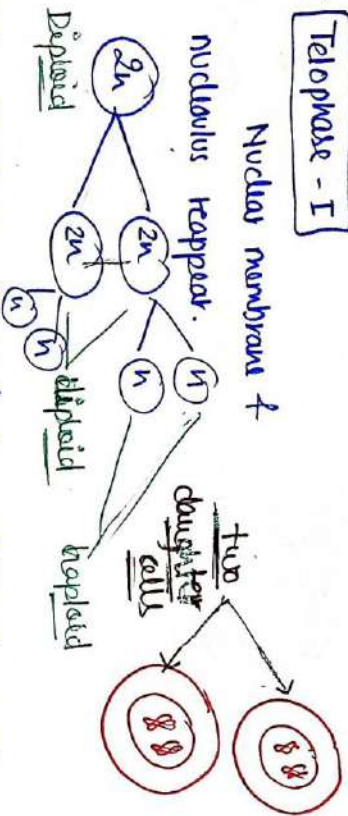 Telophase - I
Nuclear membrane &
nucleolus reappear.
2n
2n
2n
n
n
n
n
Diploid
diploid
haploid
two
daughter
cells